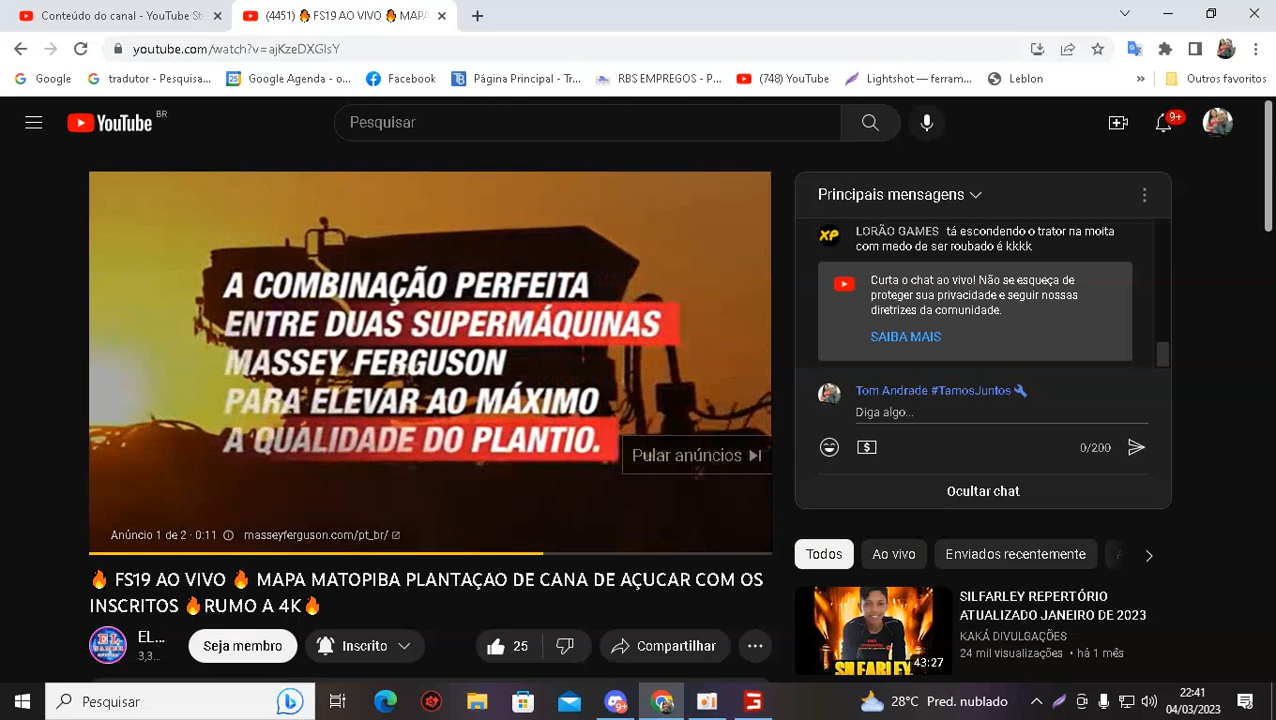 Conteúdo do canal - YouTube St
(4451) 🔥 FS19 AO VIVO 🔥 MAPA
youtube.com/watch?v=ajKzeDXGIsY
Google
tradutor - Pesquisa...
Google Agenda - o...
Facebook
Página Principal - Tr...
RBS EMPREGOS - P...
(748) YouTube
Lightshot — ferram...
Leblon
»
Outros favoritos
YouTube BR
Pesquisar
9+
A COMBINAÇÃO PERFEITA
ENTRE DUAS SUPERMÁQUINAS
MASSEY FERGUSON
PARA ELEVAR AO MÁXIMO
A QUALIDADE DO PLANTIO.
Pular anúncios
Anúncio 1 de 2 · 0:11
masseyferguson.com/pt_br/
Principais mensagens
XP
LORÃO GAMES tá escondendo o trator na moita
com medo de ser roubado é kkkk
Curta o chat ao vivo! Não se esqueça de
proteger sua privacidade e seguir nossas
diretrizes da comunidade.
SAIBA MAIS
Tom Andrade #TamosJuntos
Diga algo...
0/200
Ocultar chat
🔥 FS19 AO VIVO 🔥 MAPA MATOPIBA PLANTAÇAO DE CANA DE AÇUCAR COM OS
INSCRITOS 🔥RUMO A 4K🔥
EL GAMES
EL...
3,3...
Seja membro
Inscrito
25
Compartilhar
Todos
Ao vivo
Enviados recentemente
SILFARLEY
43:27
SILFARLEY REPERTÓRIO
ATUALIZADO JANEIRO DE 2023
KAKÁ DIVULGAÇÕES
24 mil visualizações • há 1 mês
Pesquisar
28°C Pred. nublado
22:41
04/03/2023